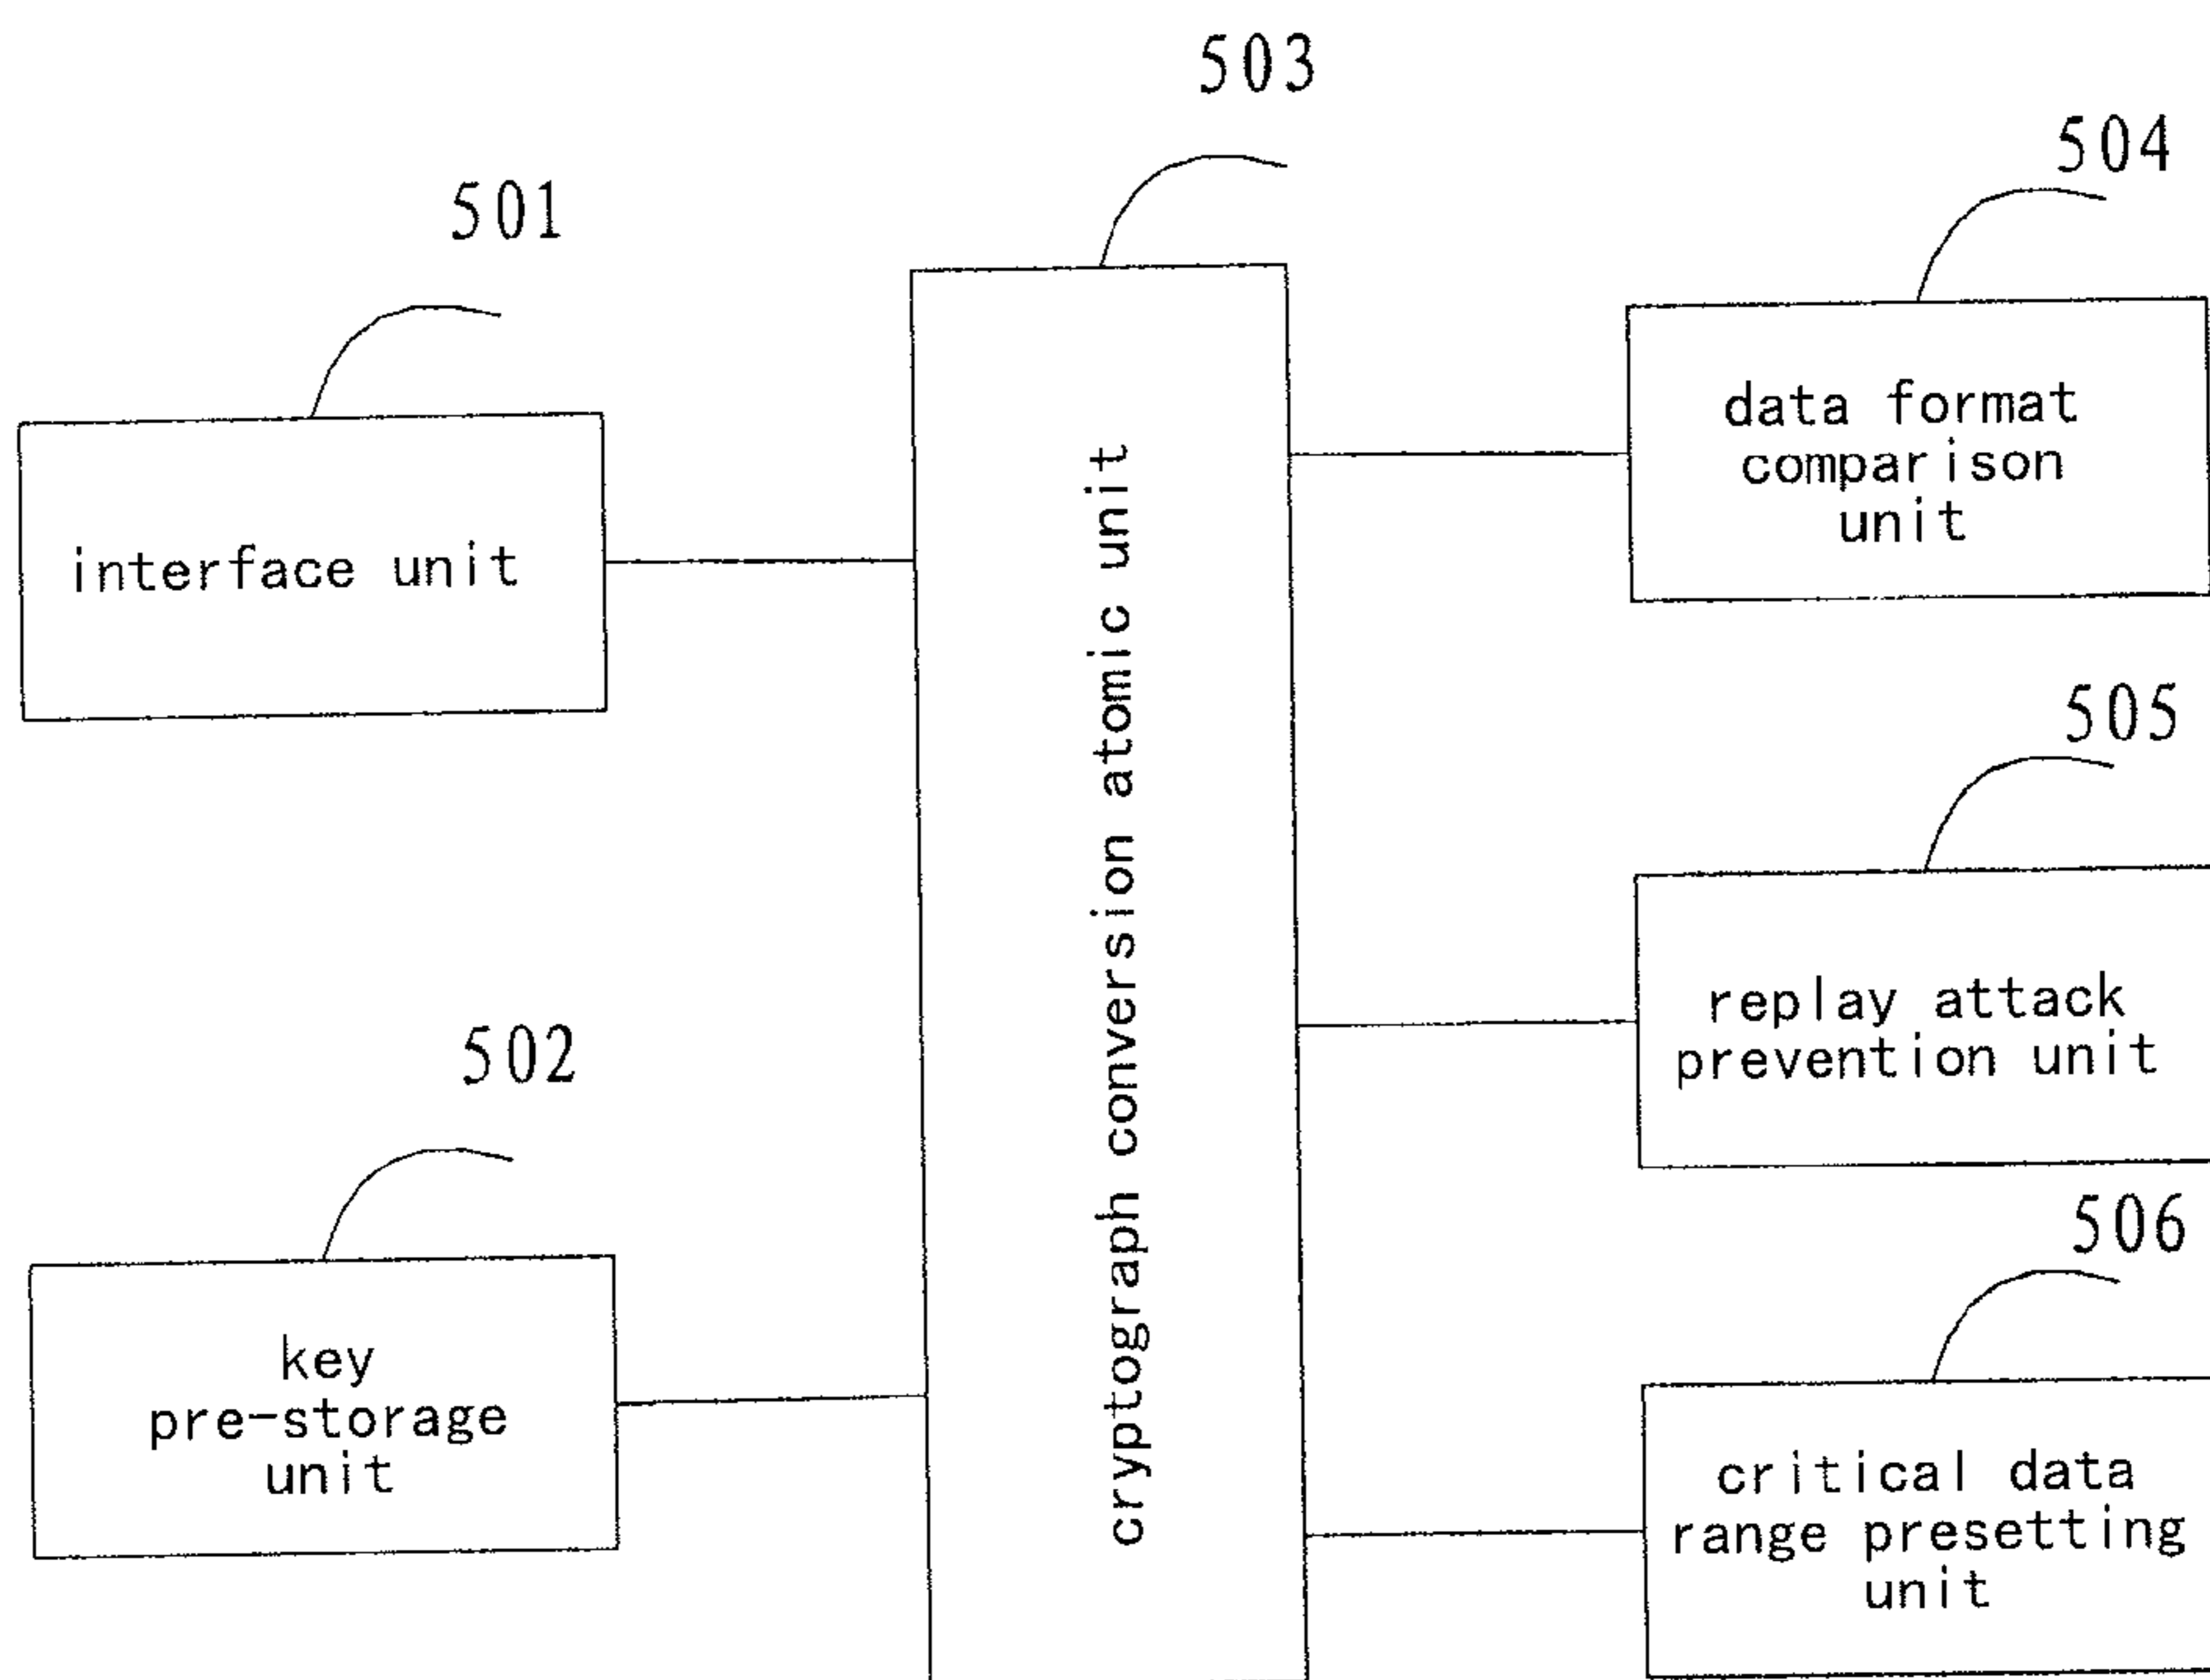 503
504
501
data format
comparison
unit
interface unit
cryptograph conversion atomic unit
505
replay attack
prevention unit
502
506
key
pre-storage
unit
critical data
range presetting
unit